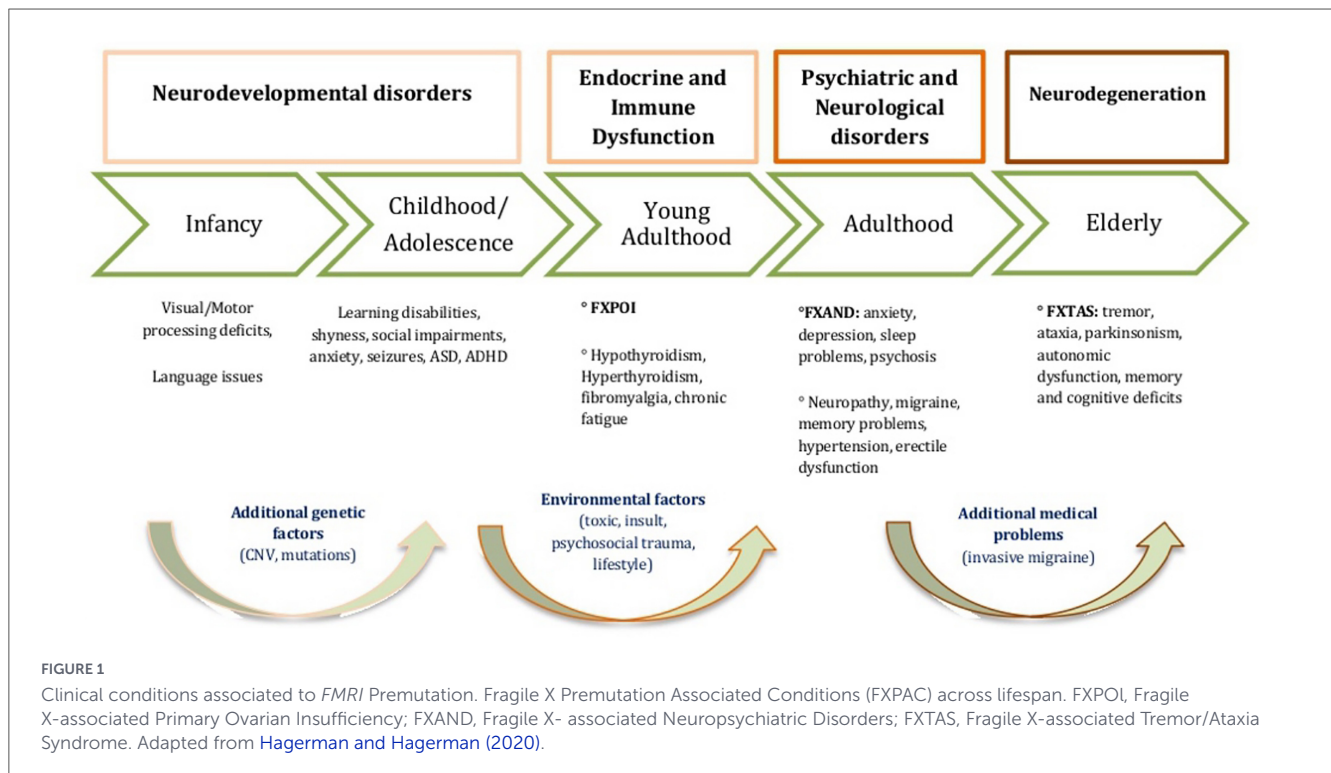 Neurodevelopmental disorders
Endocrine and
Immune
Dysfunction
Psychiatric and
Neurological
disorders
Neurodegeneration
Infancy
Childhood/
Adolescence
Young
Adulthood
Adulthood
Elderly
Visual/Motor
processing deficits,
Language issues
Learning disabilities,
shyness, social impairments,
anxiety, seizures, ASD, ADHD
° FXPOI
° Hypothyroidism,
Hyperthyroidism,
fibromyalgia, chronic
fatigue
°FXAND: anxiety,
depression, sleep
problems, psychosis
° Neuropathy, migraine,
memory problems,
hypertension, erectile
dysfunction
° FXTAS: tremor,
ataxia, parkinsonism,
autonomic
dysfunction, memory
and cognitive deficits
Additional genetic
factors
(CNV, mutations)
Environmental factors
(toxic, insult,
psychosocial trauma,
lifestyle)
Additional medical
problems
(invasive migraine)
FIGURE 1
Clinical conditions associated to FMRI Premutation. Fragile X Premutation Associated Conditions (FXPAC) across lifespan. FXPOI, Fragile
X-associated Primary Ovarian Insufficiency; FXAND, Fragile X- associated Neuropsychiatric Disorders; FXTAS, Fragile X-associated Tremor/Ataxia
Syndrome. Adapted from Hagerman and Hagerman (2020).